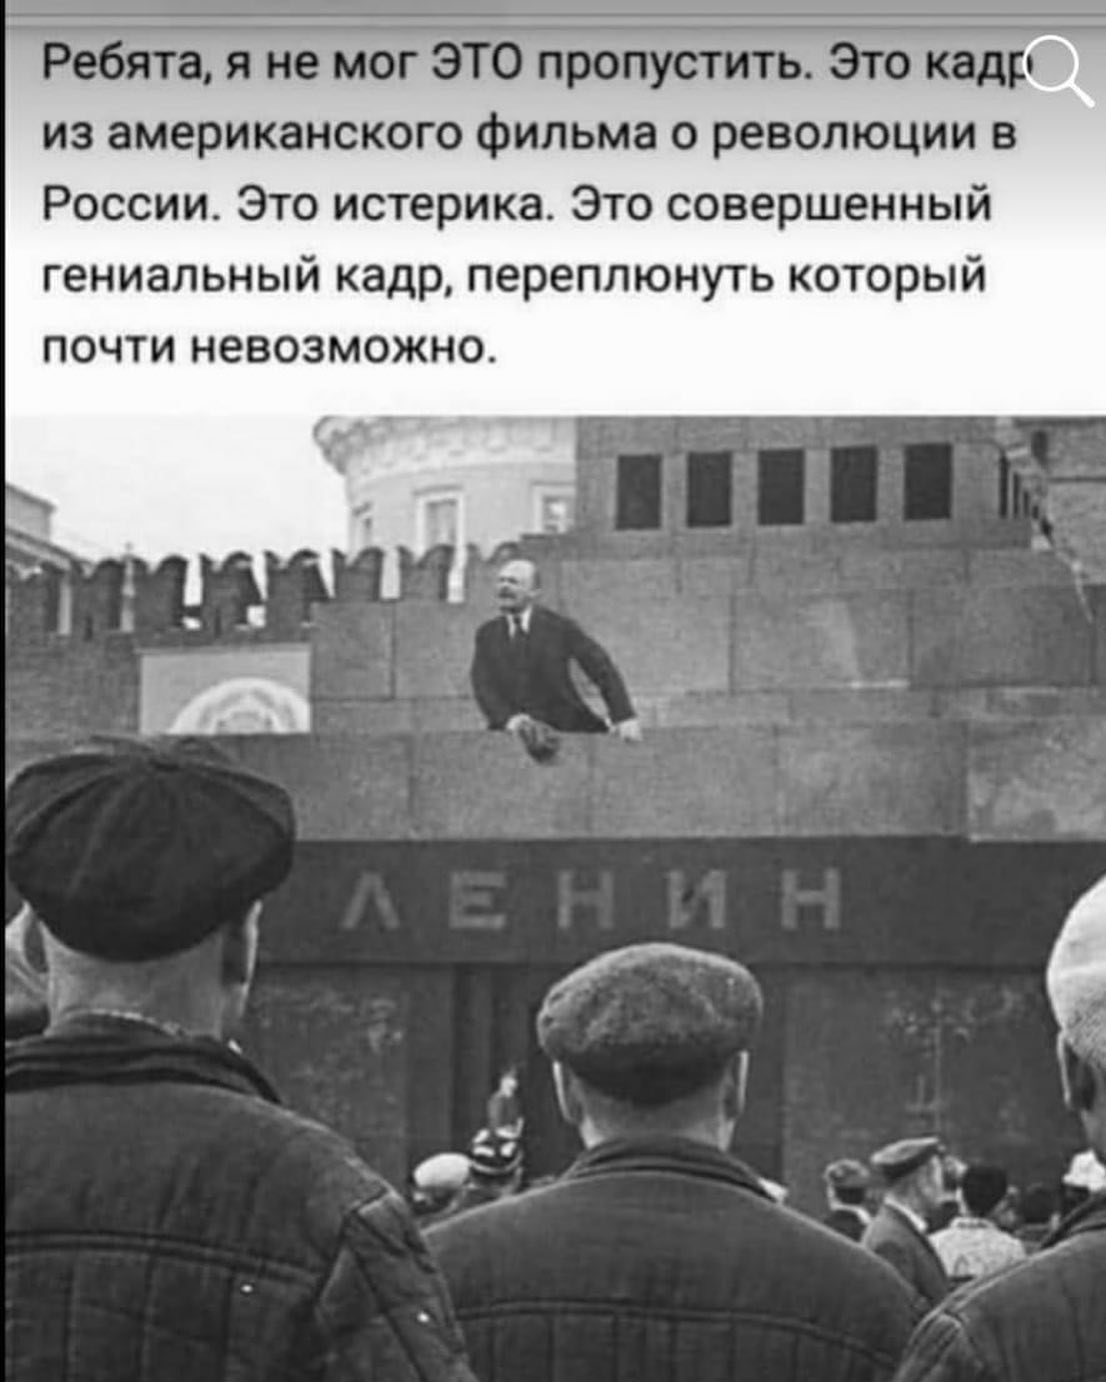 Ребята, я не мог ЭТО пропустить. Это кадр
из американского фильма о революции в
России. Это истерика. Это совершенный
гениальный кадр, переплюнуть который
почти невозможно.
ЛЕНИН